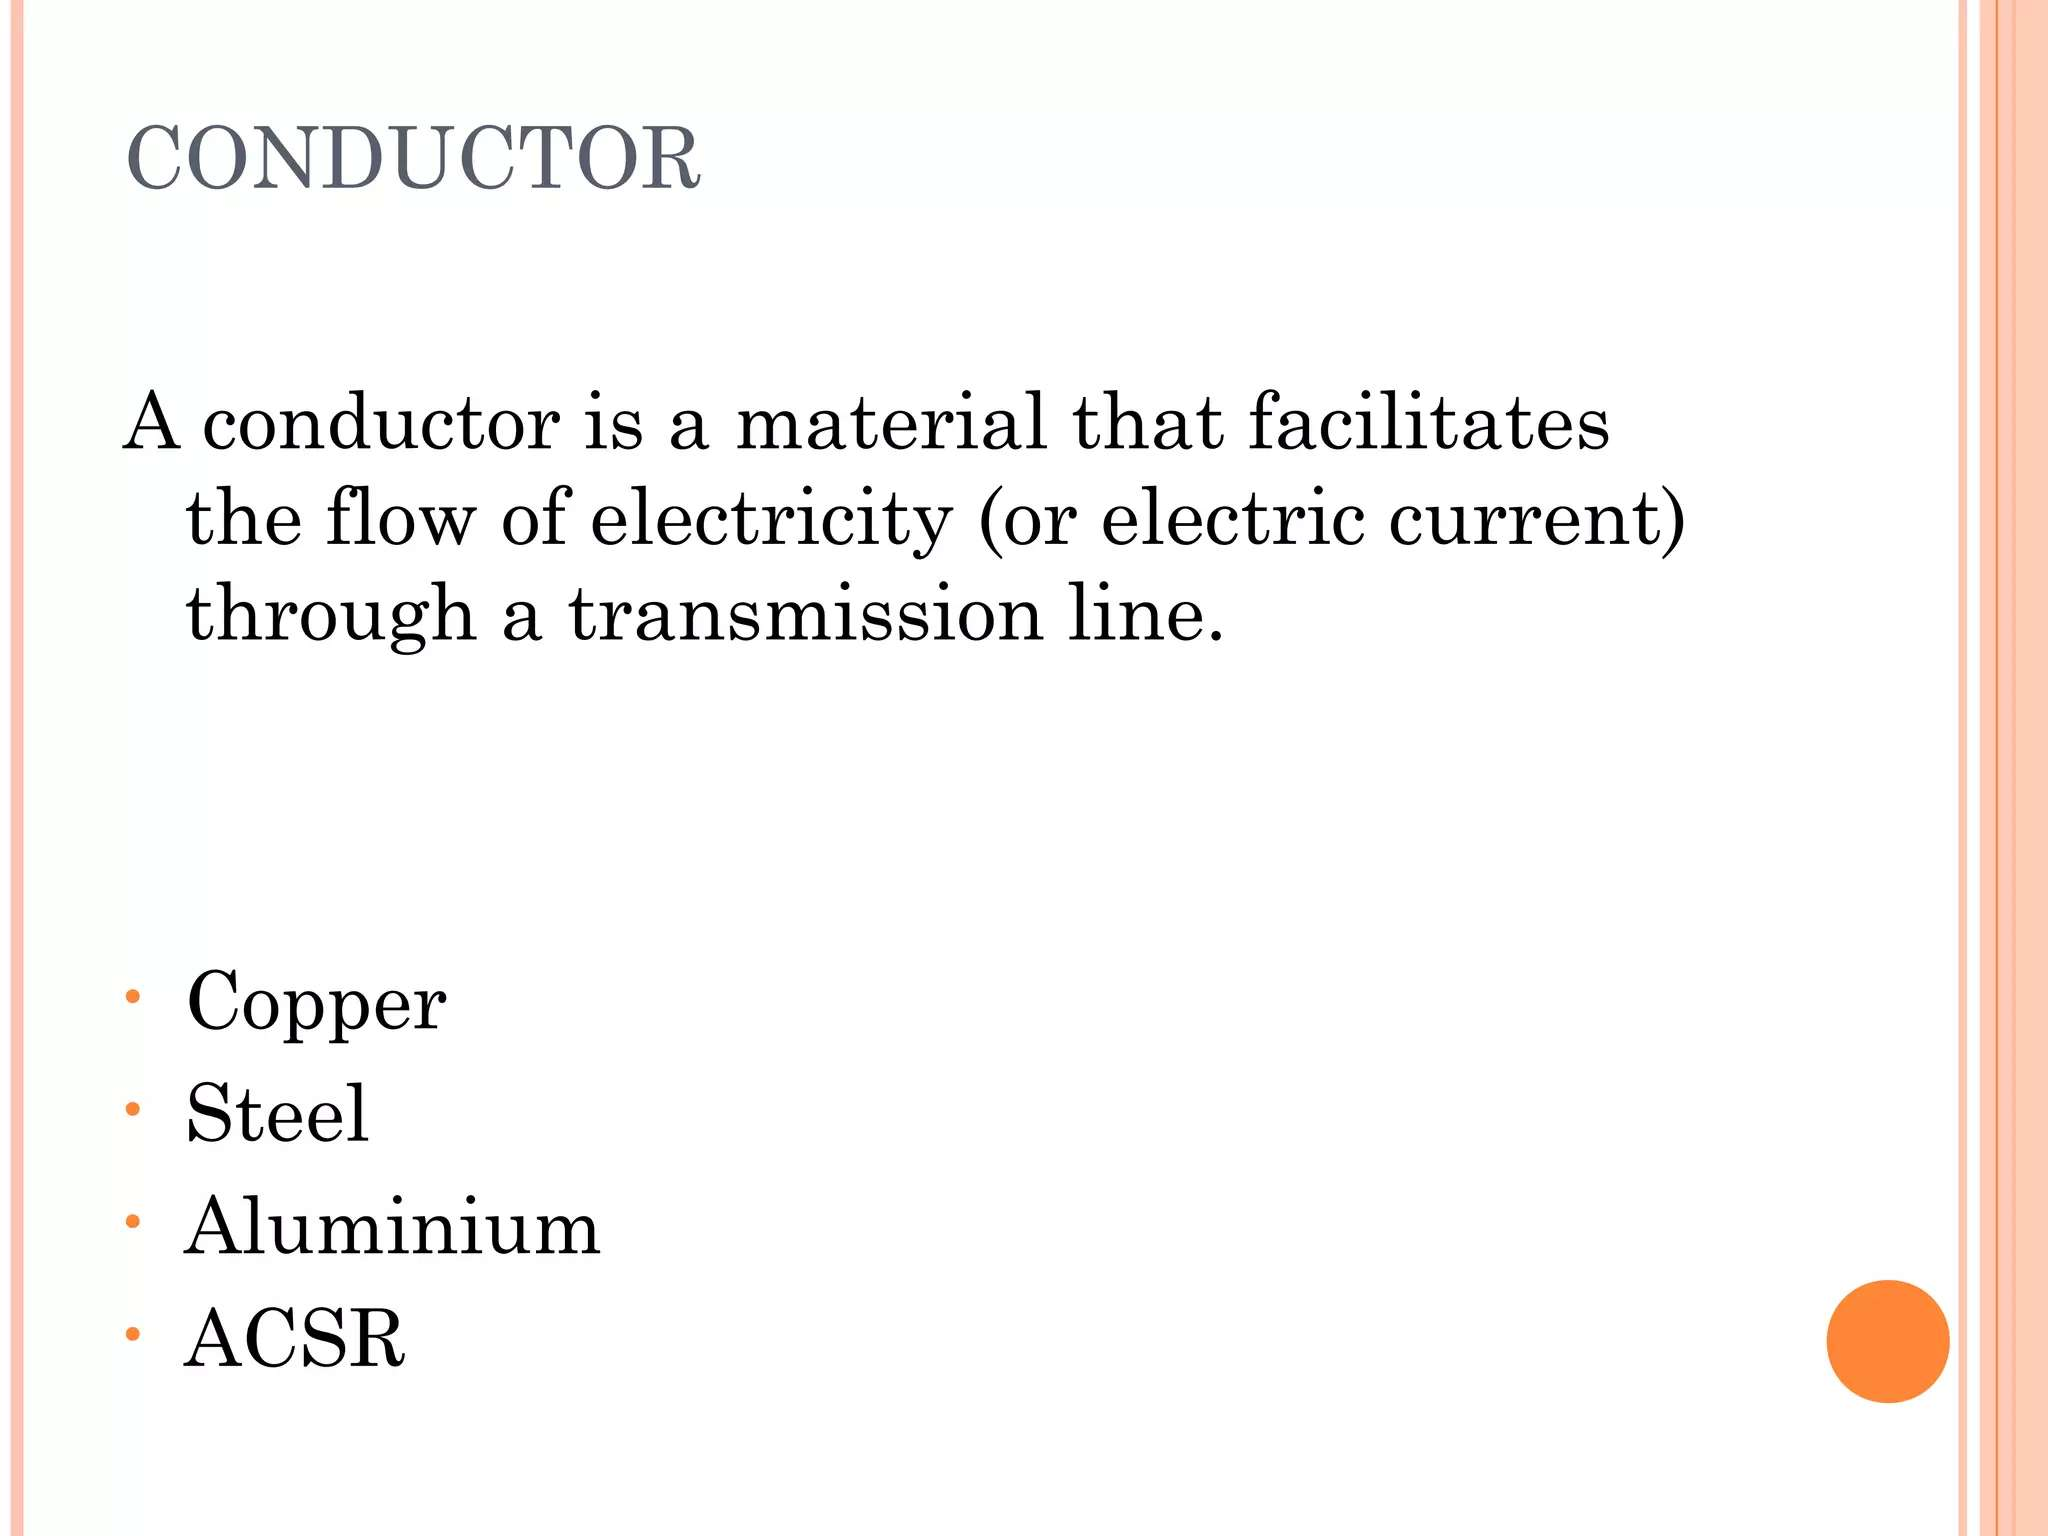 CONDUCTOR
A conductor is a material that facilitates
the flow of electricity (or electric current)
through a transmission line.
• Copper
• Steel
• Aluminium
• ACSR